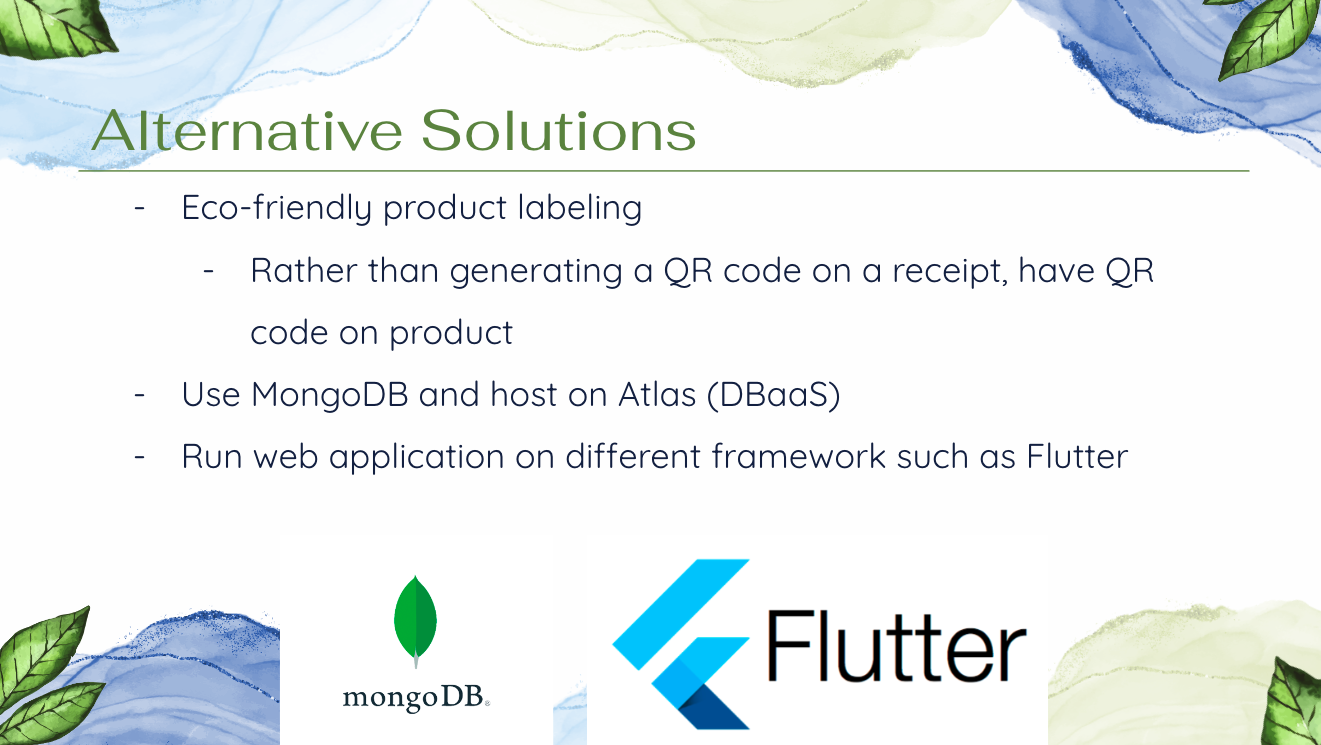 Alternative Solutions
- Eco-friendly product labeling
- Rather than generating a QR code on a receipt, have QR
code on product
- Use MongoDB and host on Atlas (DBaaS)
- Run web application on different framework such as Flutter
mongoDB®
Flutter